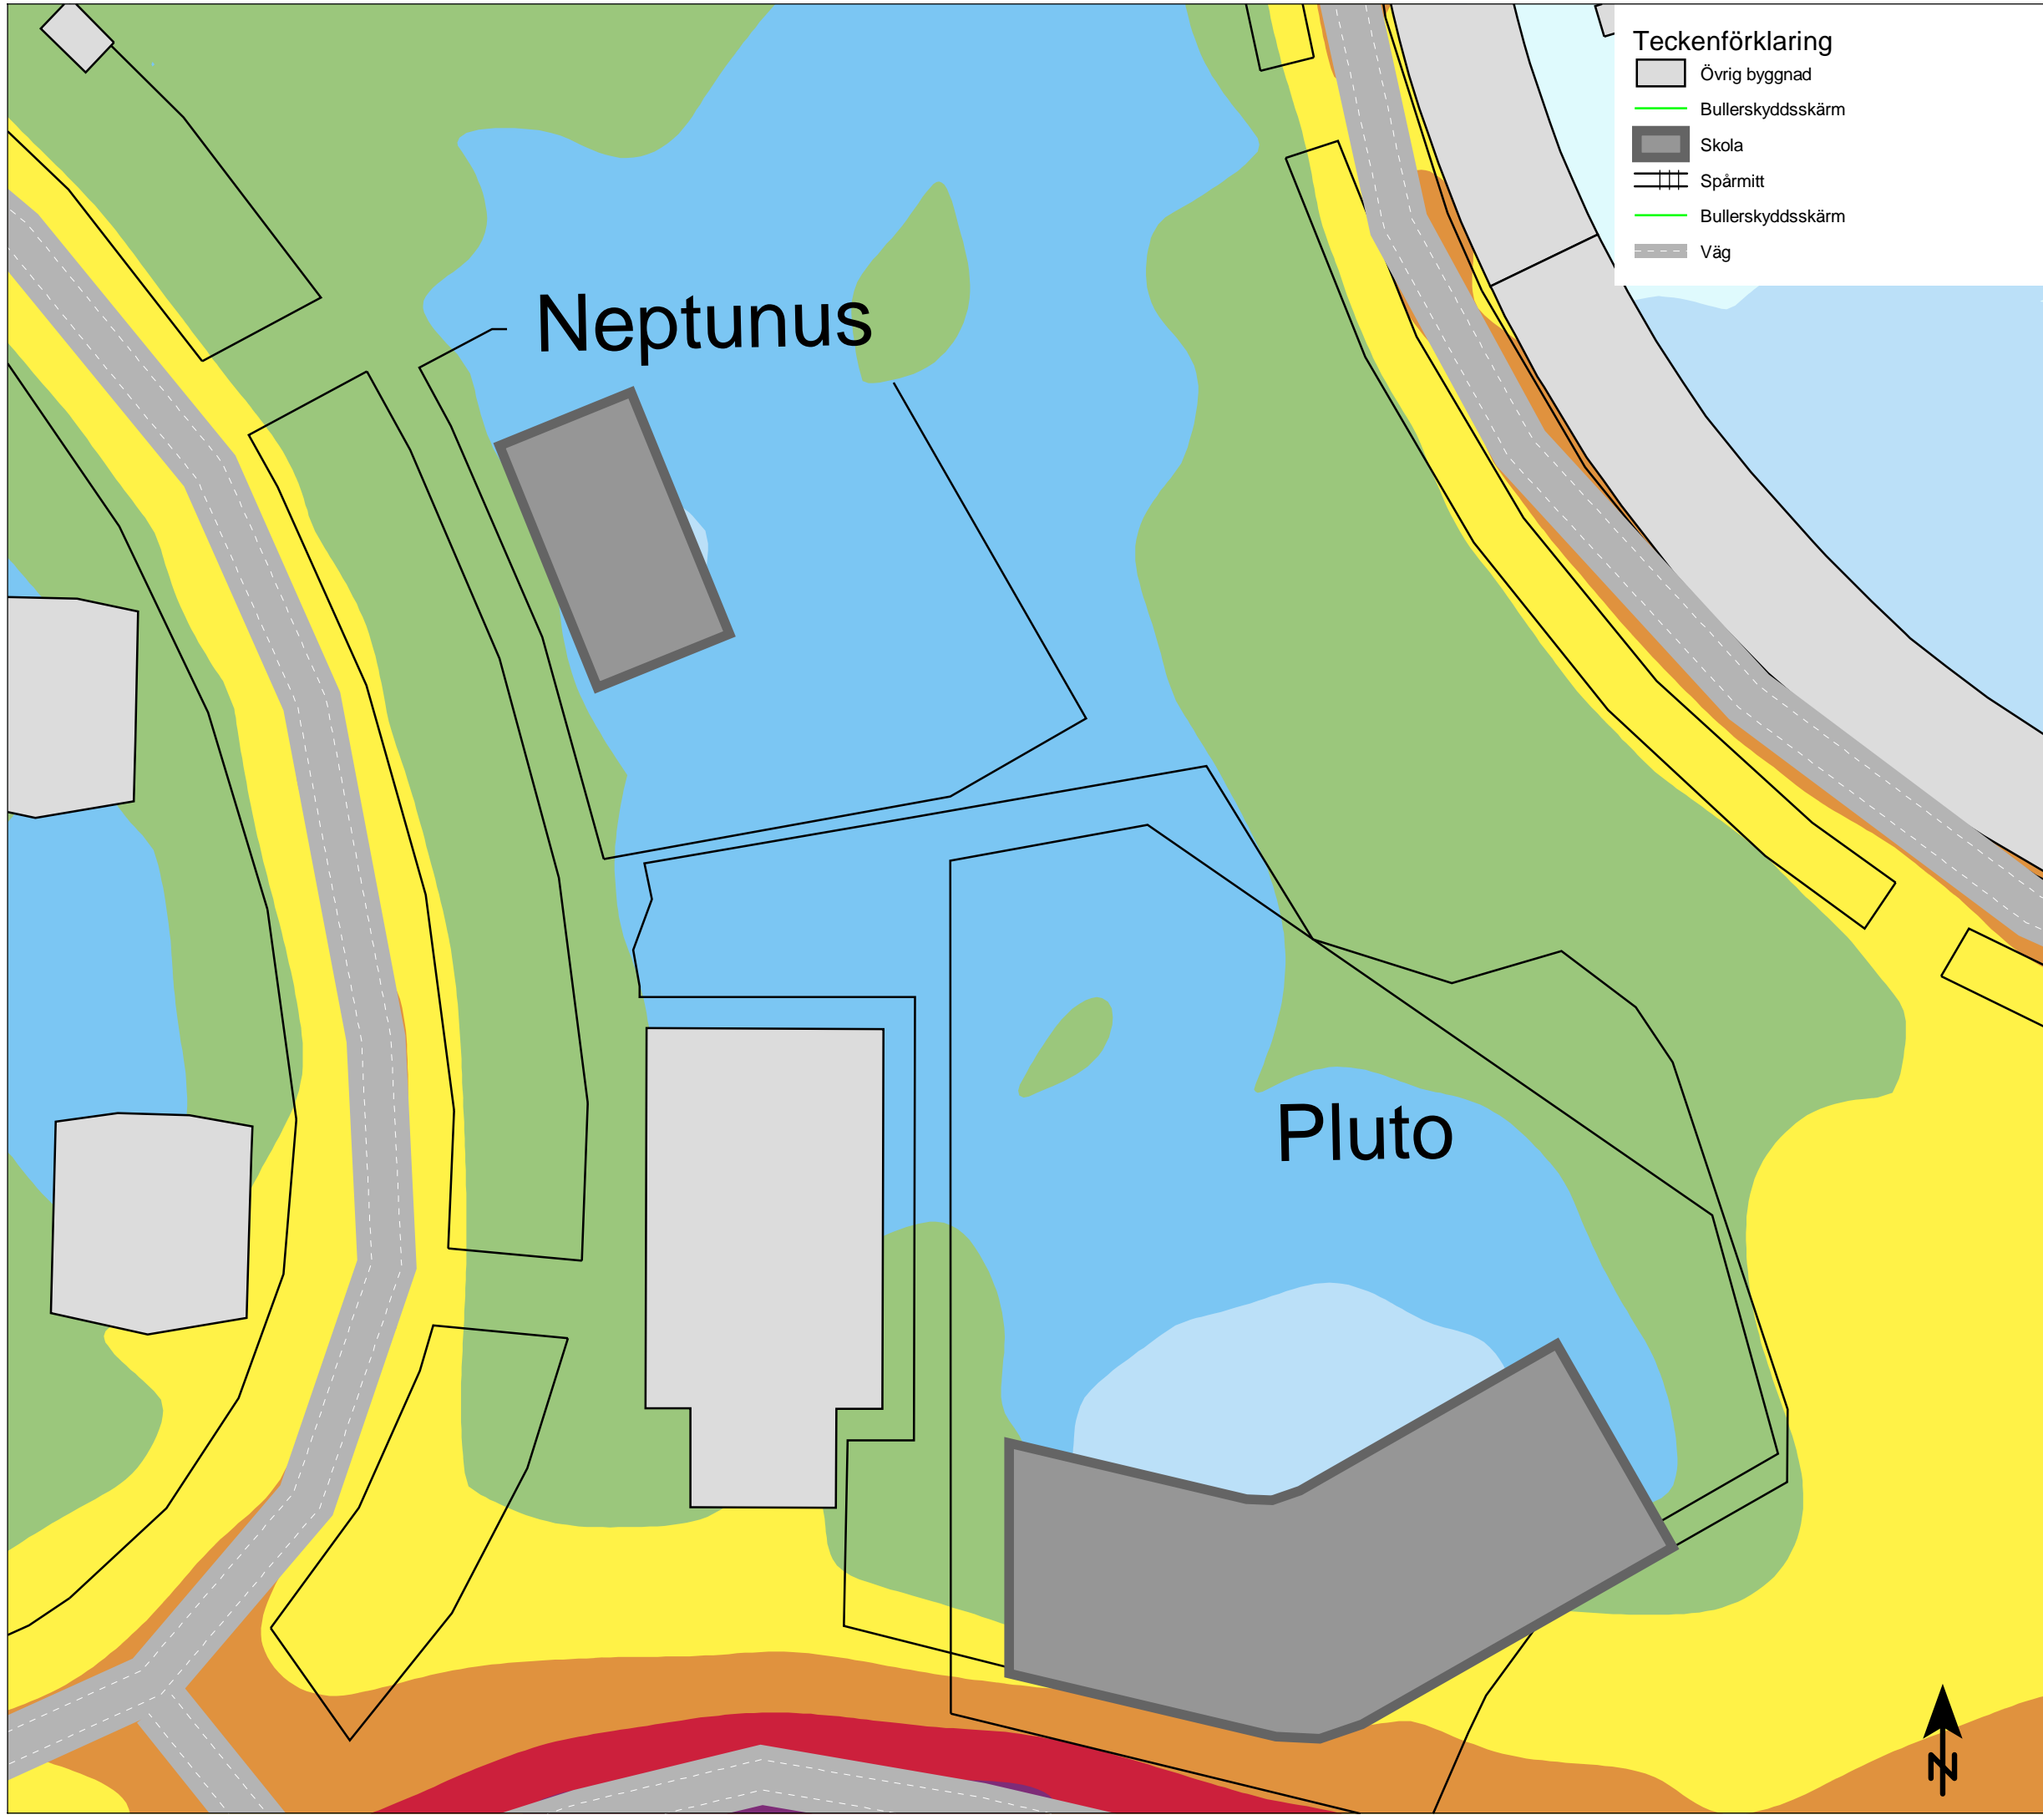 Teckenförklaring
Övrig byggnad
Bullerskyddsskärm
Skola
Spårmitt
Bullerskyddsskärm
Väg
Neptunus
Pluto
N